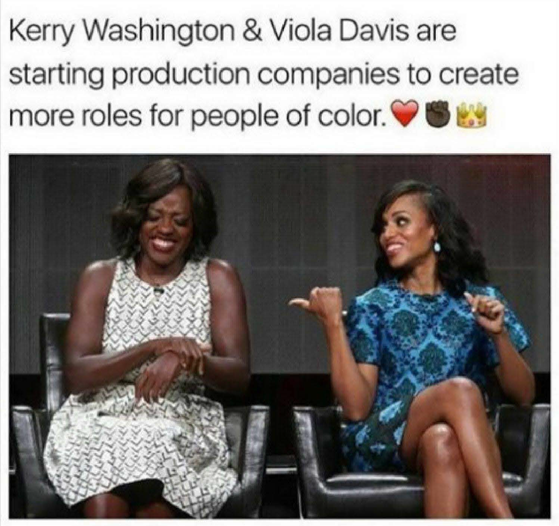 Kerry Washington & Viola Davis are
starting production companies to create
more roles for people of color.❤️✊🏿👑